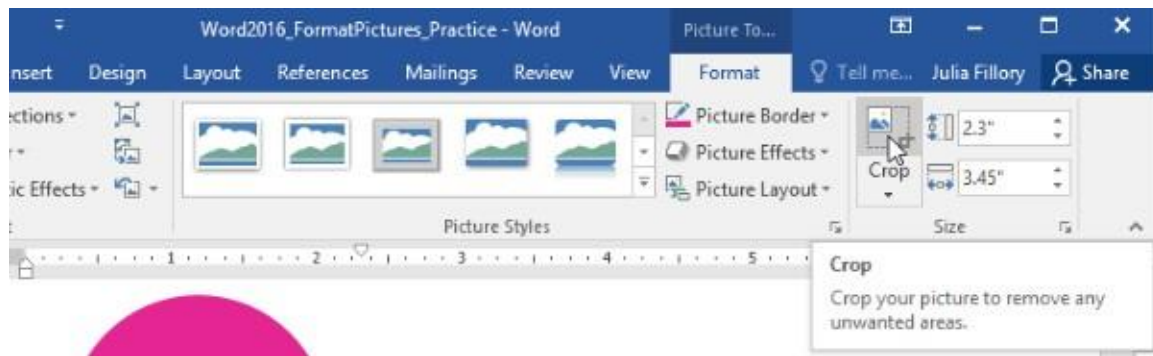 Word2016_FormatPictures_Practice - Word Picture To...
nsert Design Layout References Mailings Review View Format Tell me... Julia Fillory Share
ections
Picture Border
2.3"
Picture Effects
Crop
ic Effects
Picture Layout
3.45"
Picture Styles
Size
1 2 3 4 5
Crop
Crop your picture to remove any
unwanted areas.